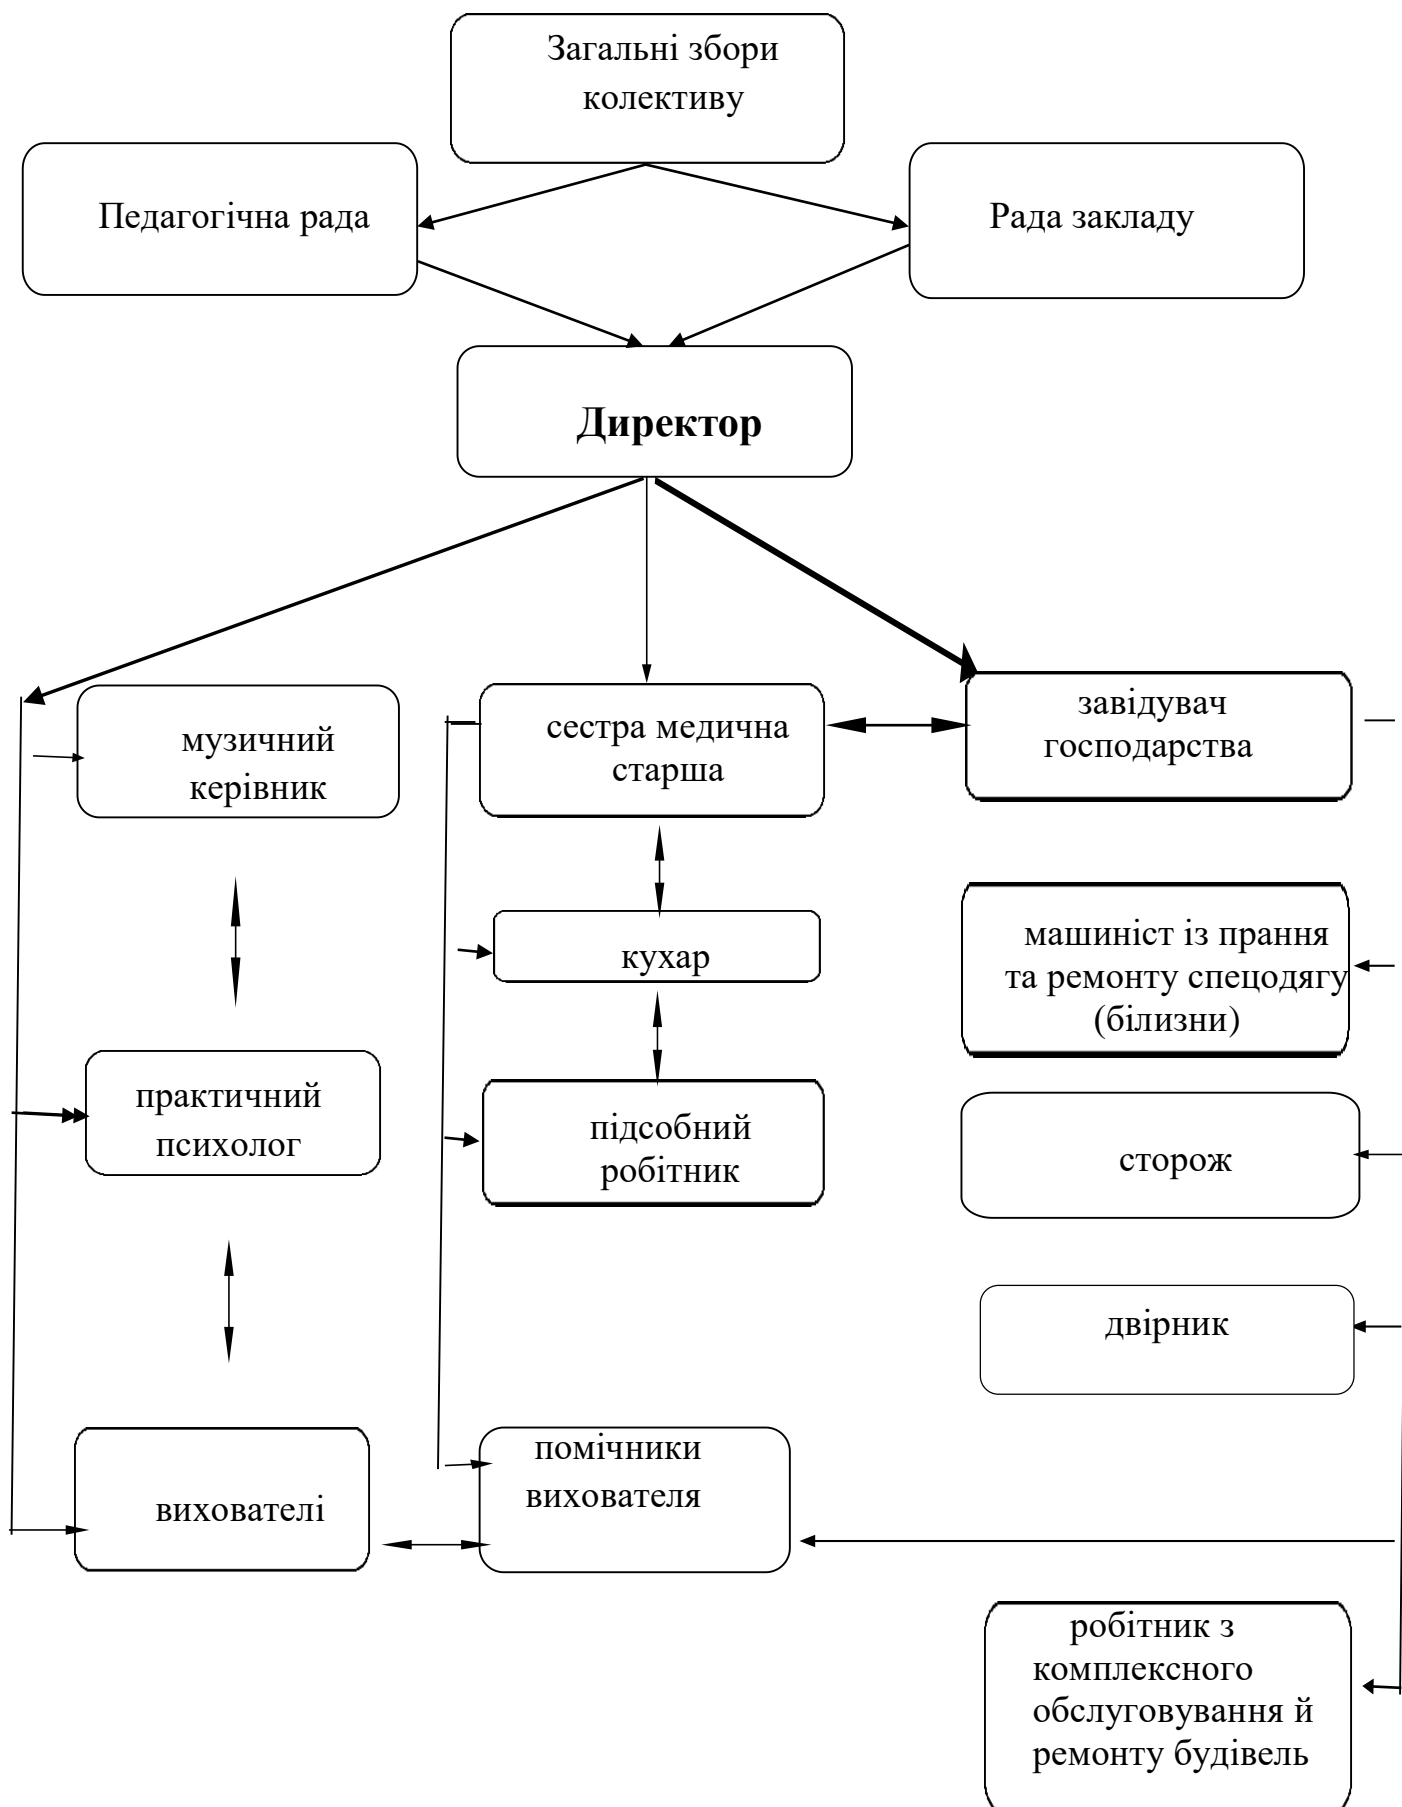 Загальні збори
колективу
Педагогічна рада
Рада закладу
Директор
музичний
керівник
сестра медична
старша
завідувач
господарства
кухар
машиніст із прання
та ремонту спецодягу
(білизни)
практичний
психолог
підсобний
робітник
сторож
двірник
вихователі
помічники
вихователя
робітник з
комплексного
обслуговування й
ремонту будівель